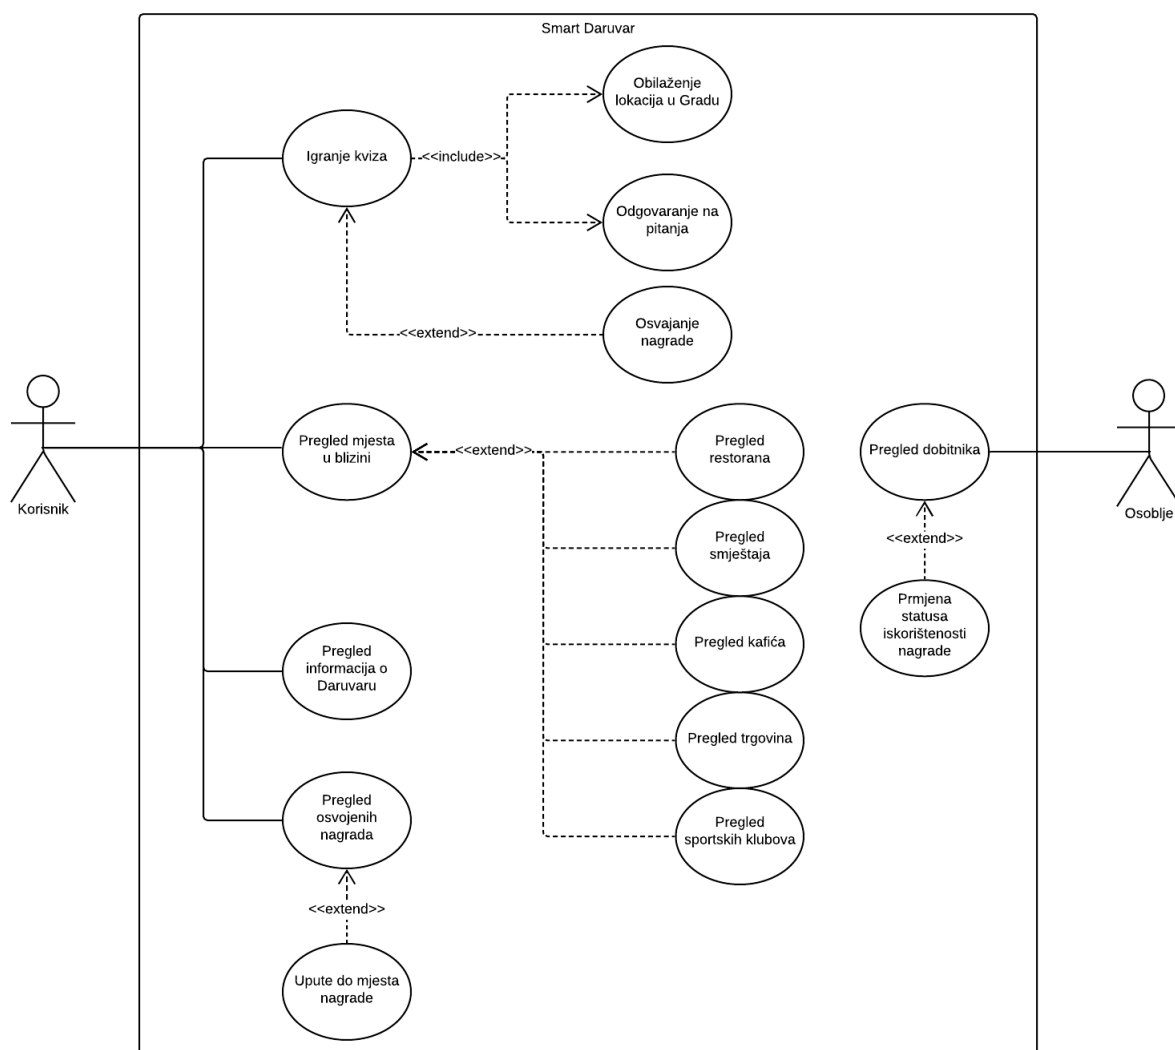 Smart Daruvar
Obilaženje
lokacija u Gradu
Igranje kviza
<<include>>
Odgovaranje na
pitanja
<<extend>>
Osvajanje
nagrade
Korisnik
Pregled mjesta
u blizini
<<extend>>
Pregled
restorana
Pregled dobitnika
Osoblje
Pregled
smještaja
<<extend>>
Prmjena
statusa
iskorištenosti
nagrade
Pregled kafića
Pregled
informacija o
Daruvaru
Pregled trgovina
Pregled
osvojenih
nagrada
Pregled
sportskih klubova
<<extend>>
Upute do mjesta
nagrade